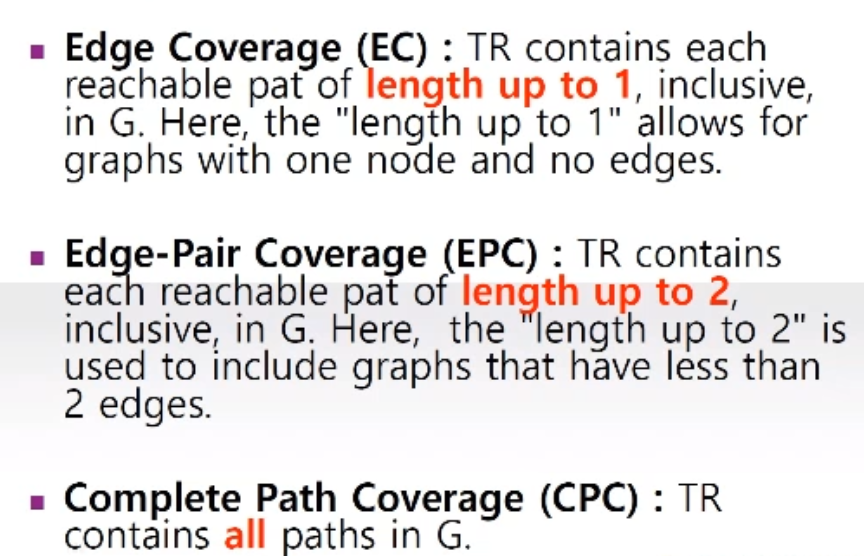 ▪ Edge Coverage (EC) : TR contains each
reachable pat of length up to 1, inclusive,
in G. Here, the "length up to 1" allows for
graphs with one node and no edges.
▪ Edge-Pair Coverage (EPC) : TR contains
each reachable pat of length up to 2,
inclusive, in G. Here,  the "length up to 2" is
used to include graphs that have less than
2 edges.
▪ Complete Path Coverage (CPC) : TR
contains all paths in G.